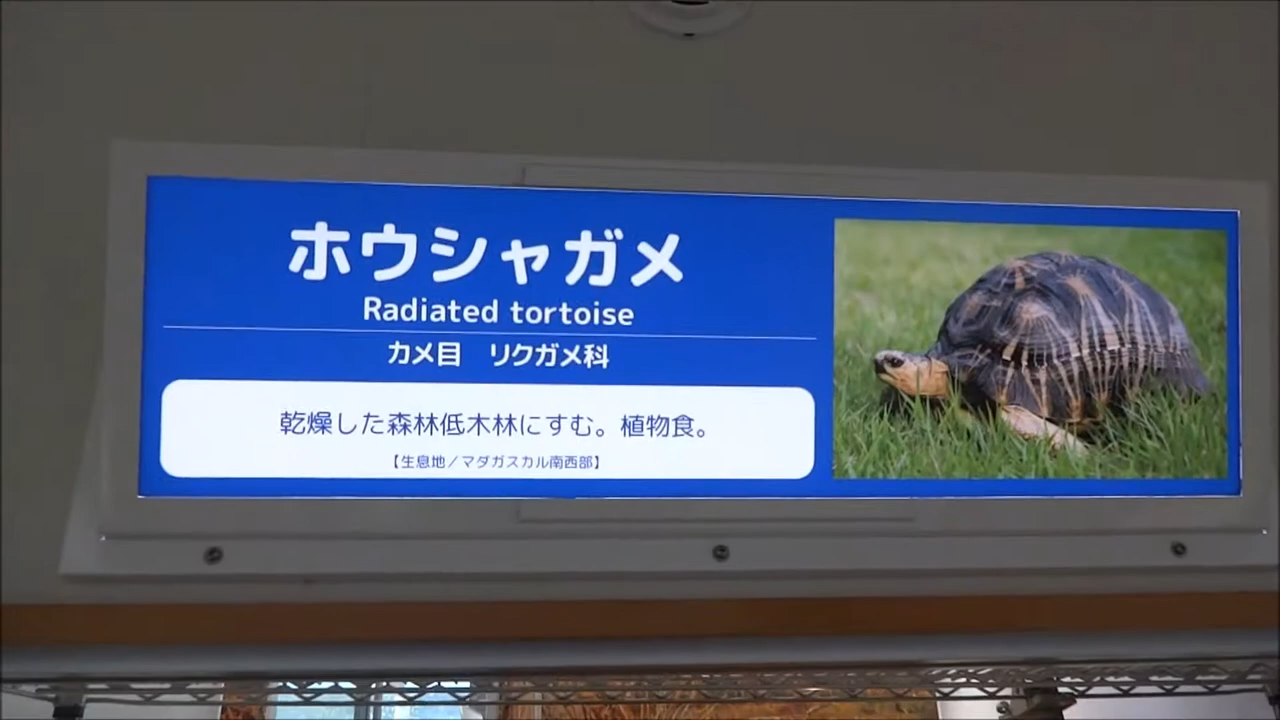 ホウシャガメ
Radiated tortoise
カメ目　リクガメ科
乾燥した森林低木林にすむ。植物食。
【生息地／マダガスカル南西部】